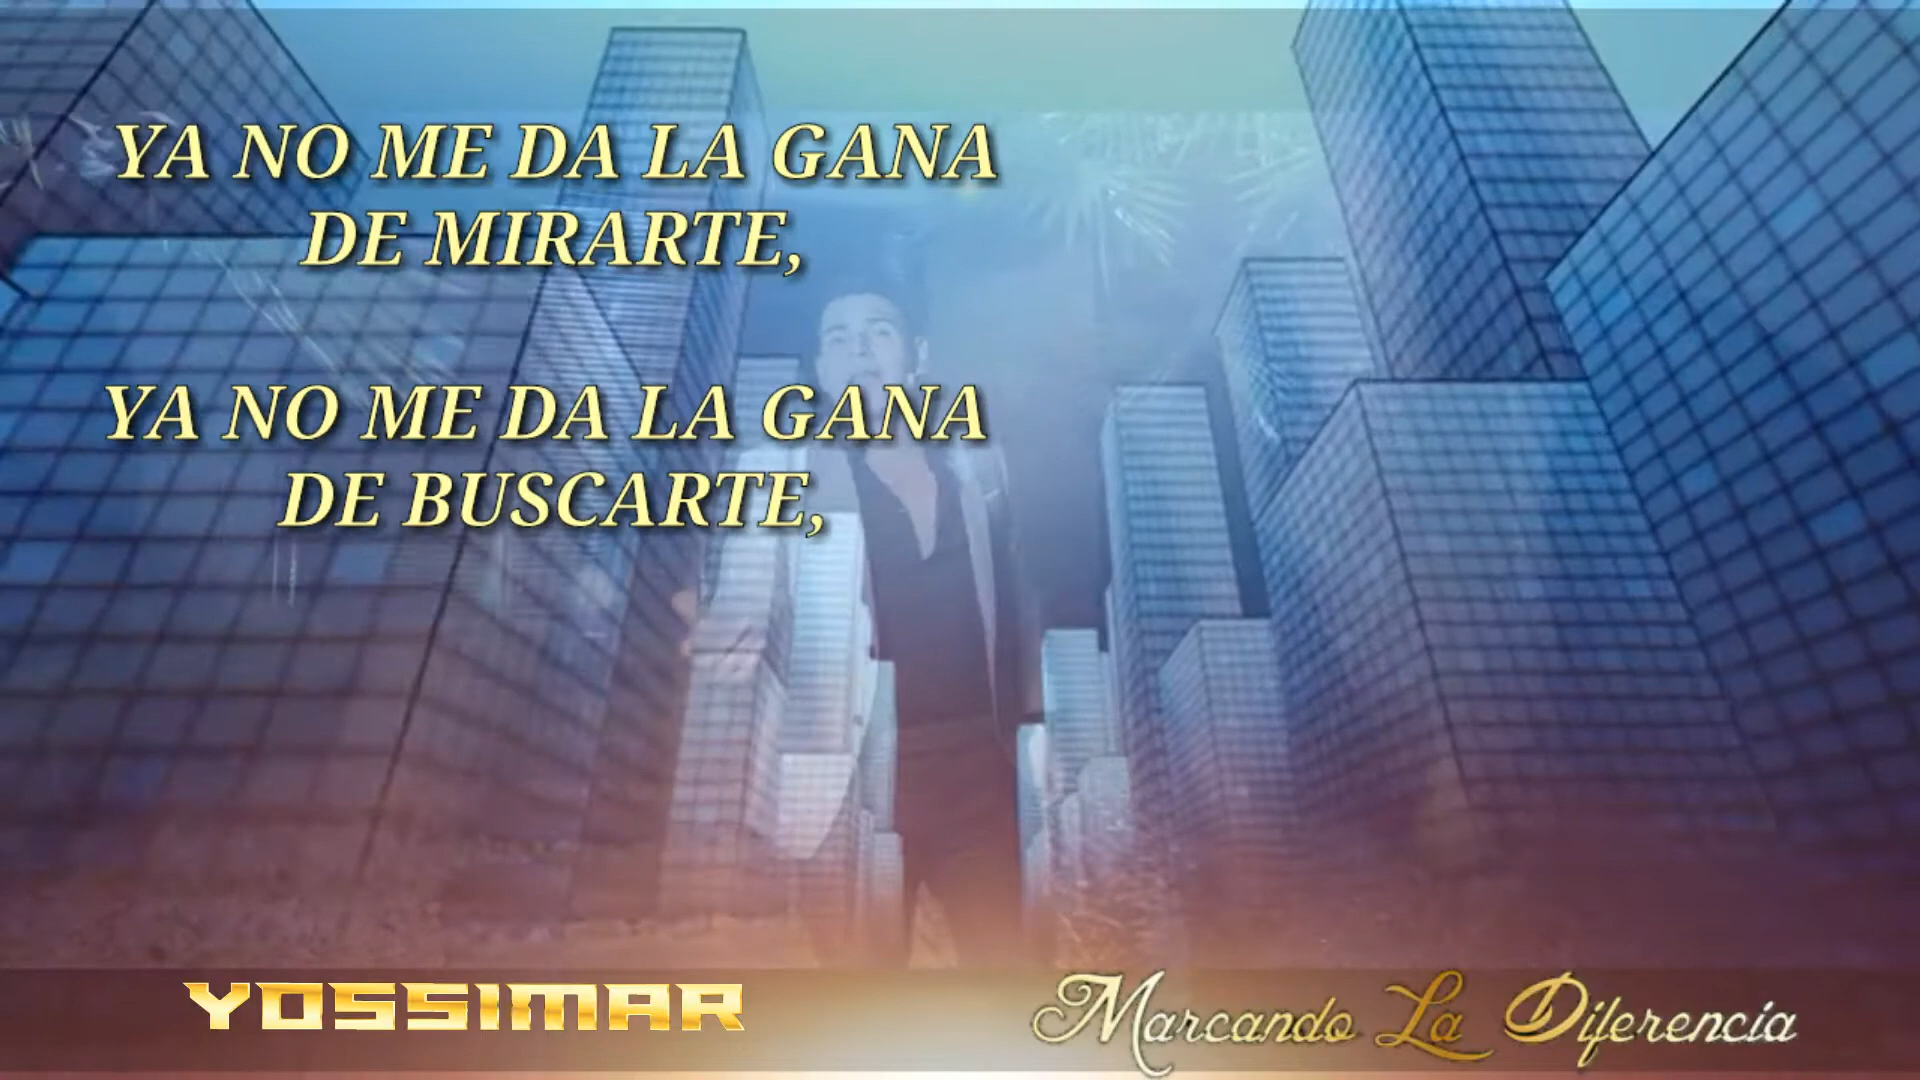 YA NO ME DA LA GANA
DE MIRARTE,
YA NO ME DA LA GANA
DE BUSCARTE,
YOSSIMAR
Marcando La Diferencia